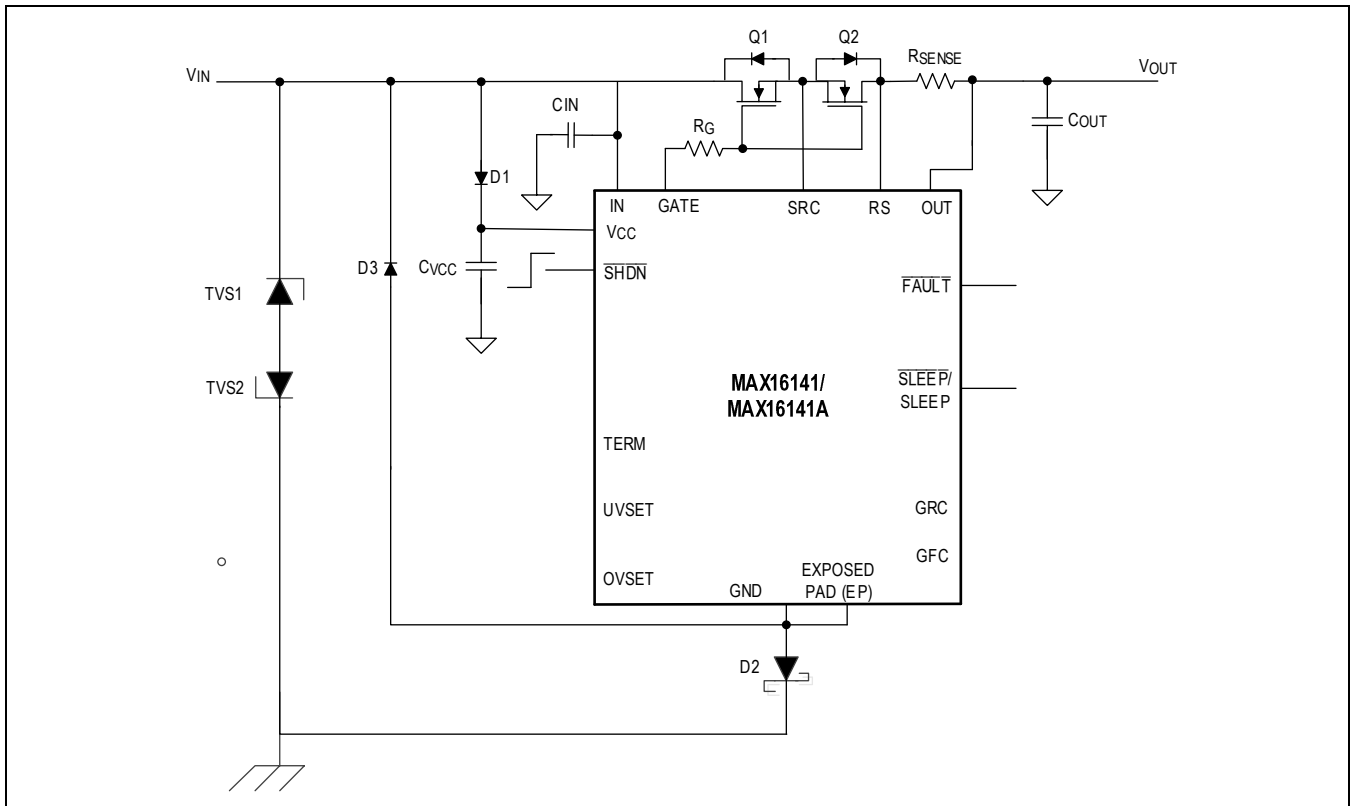 Q1
Q2
RSENSE
VIN
VOUT
CIN
COUT
RG
D1
IN
GATE
SRC
RS
OUT
VCC
D3
CVCC
SHDN
FAULT
TVS1
TVS2
MAX16141/
MAX16141A
SLEEP/
SLEEP
TERM
UVSET
GRC
GFC
OVSET
EXPOSED
PAD (EP)
GND
D2